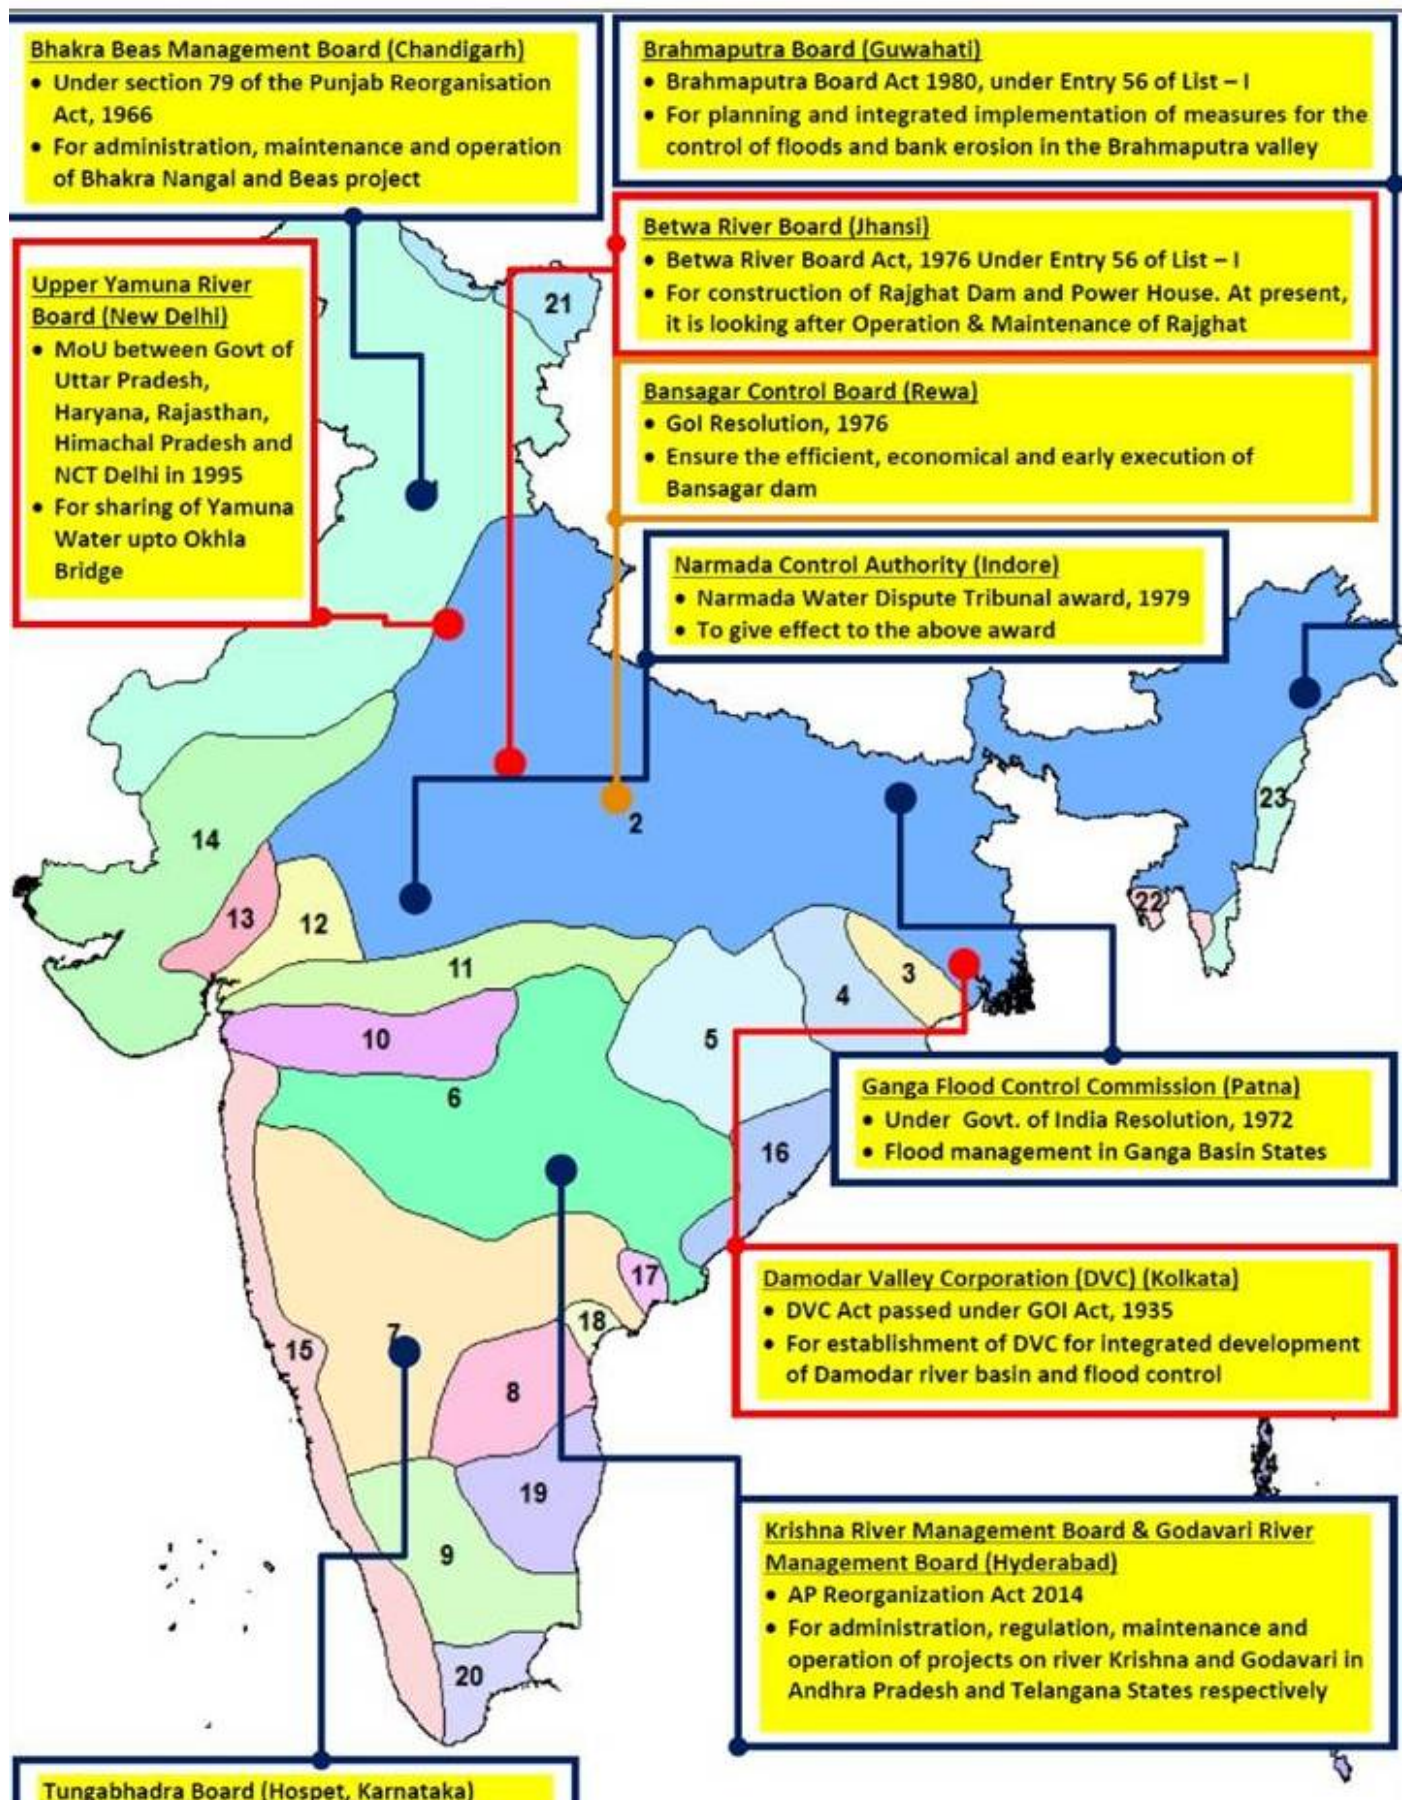 Bhakra Beas Management Board (Chandigarh)
• Under section 79 of the Punjab Reorganisation
Act, 1966
• For administration, maintenance and operation
of Bhakra Nangal and Beas project
Brahmaputra Board (Guwahati)
• Brahmaputra Board Act 1980, under Entry 56 of List – I
• For planning and integrated implementation of measures for the
control of floods and bank erosion in the Brahmaputra valley
Betwa River Board (Jhansi)
• Betwa River Board Act, 1976 Under Entry 56 of List – I
• For construction of Rajghat Dam and Power House. At present,
it is looking after Operation & Maintenance of Rajghat
Upper Yamuna River
Board (New Delhi)
• MoU between Govt of
Uttar Pradesh,
Haryana, Rajasthan,
Himachal Pradesh and
NCT Delhi in 1995
• For sharing of Yamuna
Water upto Okhla
Bridge
21
Bansagar Control Board (Rewa)
• GoI Resolution, 1976
• Ensure the efficient, economical and early execution of
Bansagar dam
Narmada Control Authority (Indore)
• Narmada Water Dispute Tribunal award, 1979
• To give effect to the above award
2
14
23
13
12
22
11
3
4
10
5
6
16
Ganga Flood Control Commission (Patna)
• Under Govt. of India Resolution, 1972
• Flood management in Ganga Basin States
17
18
7
15
8
Damodar Valley Corporation (DVC) (Kolkata)
• DVC Act passed under GOI Act, 1935
• For establishment of DVC for integrated development
of Damodar river basin and flood control
19
9
20
Krishna River Management Board & Godavari River
Management Board (Hyderabad)
• AP Reorganization Act 2014
• For administration, regulation, maintenance and
operation of projects on river Krishna and Godavari in
Andhra Pradesh and Telangana States respectively
Tungabhadra Board (Hospet, Karnataka)